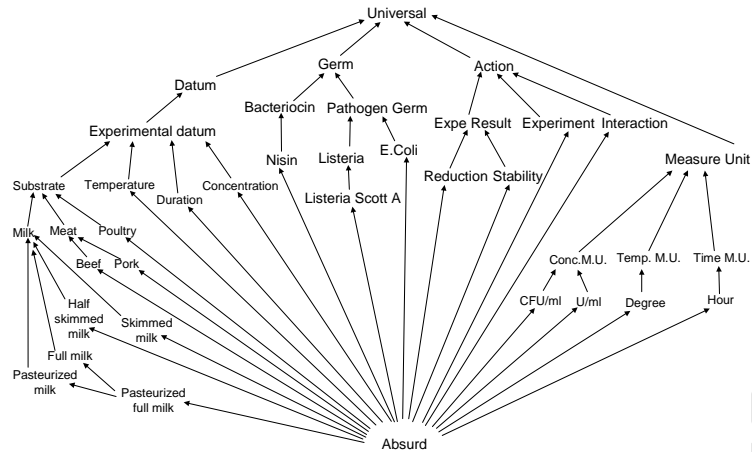 Universal
Germ
Action
Datum
Bacteriocin
Pathogen Germ
Experimental datum
Expe Result
Experiment
Interaction
E.Coli
Nisin
Listeria
Measure Unit
Substrate
Temperature
Duration
Concentration
Listeria Scott A
Reduction
Stability
Milk
Meat
Poultry
Beef
Pork
Conc.M.U.
Temp. M.U.
Time M.U.
Half
skimmed
milk
Skimmed
milk
CFU/ml
U/ml
Degree
Hour
Full milk
Pasteurized
milk
Pasteurized
full milk
Absurd